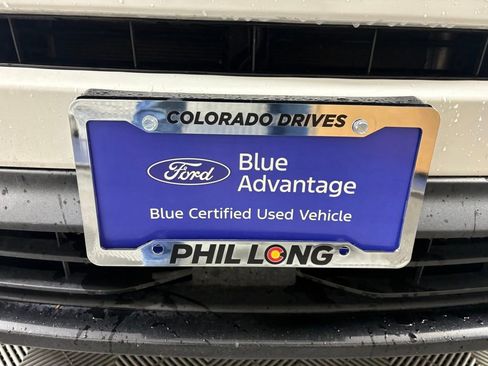 COLORADO DRIVES
Ford
Blue
Advantage
Blue Certified Used Vehicle
PHIL LONG